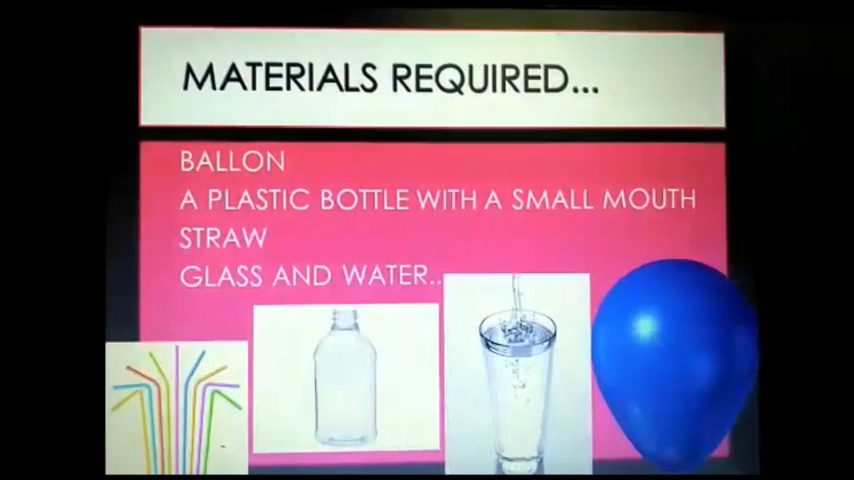 MATERIALS REQUIRED...
BALLON
A PLASTIC BOTTLE WITH A SMALL MOUTH
STRAW
GLASS AND WATER..